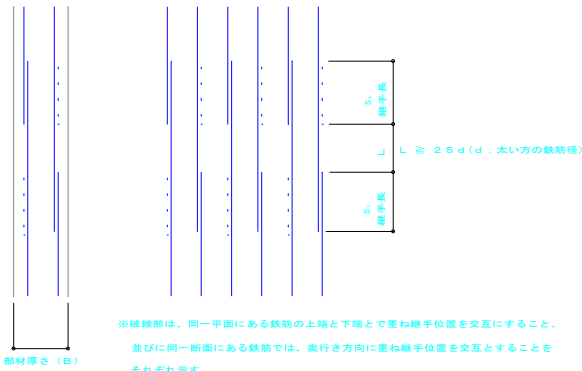 S₁
継手長
L
L ≧ 25d(d:太い方の鉄筋径)
S₁
継手長
部材厚さ(B)
※破線部は、同一平面にある鉄筋の上端と下端とで重ね継手位置を交互にすること、
並びに同一断面にある鉄筋では、奥行き方向に重ね継手位置を交互とすることを
それぞれ示す